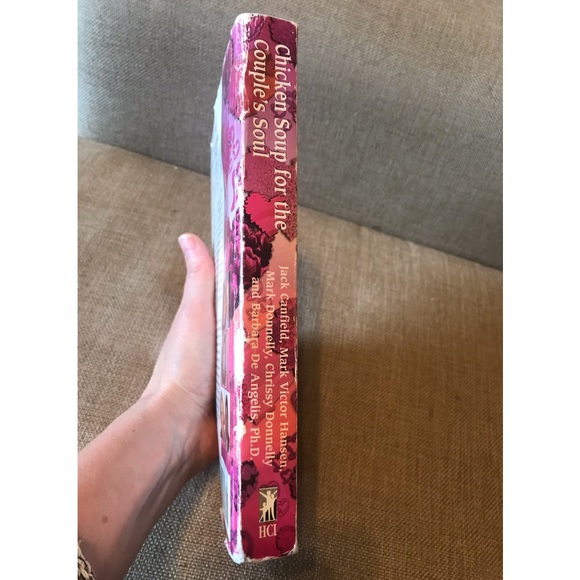 Chicken Soup for the
Couple's Soul
Jack Canfield, Mark Victor Hansen,
Mark Donnelly, Chrissy Donnelly
and Barbara De Angelis, Ph.D.
HCI